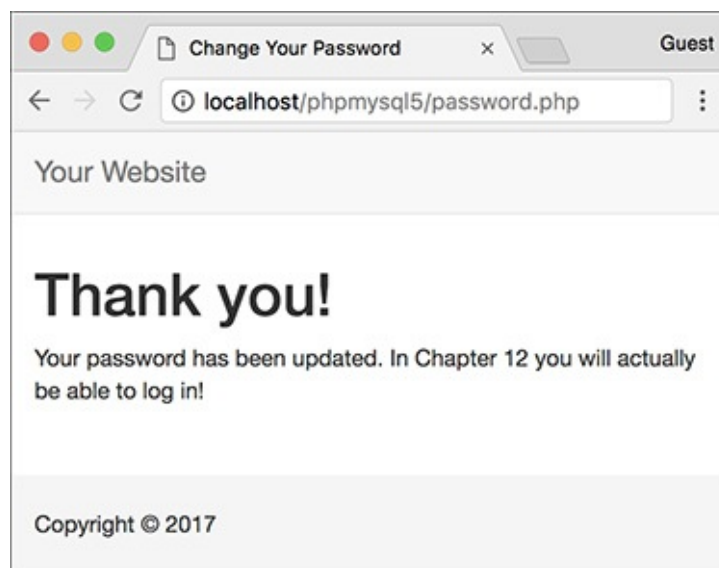 Change Your Password
Guest
localhost/phpmysql5/password.php
Your Website
Thank you!
Your password has been updated. In Chapter 12 you will actually
be able to log in!
Copyright © 2017